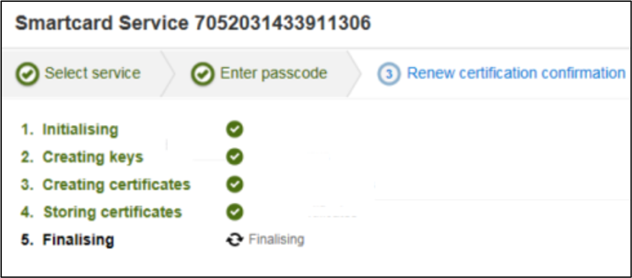 Smartcard Service 7052031433911306
Select service Enter passcode 3 Renew certification confirmation
1. Initialising
2. Creating keys
3. Creating certificates
4. Storing certificates
5. Finalising Finalising